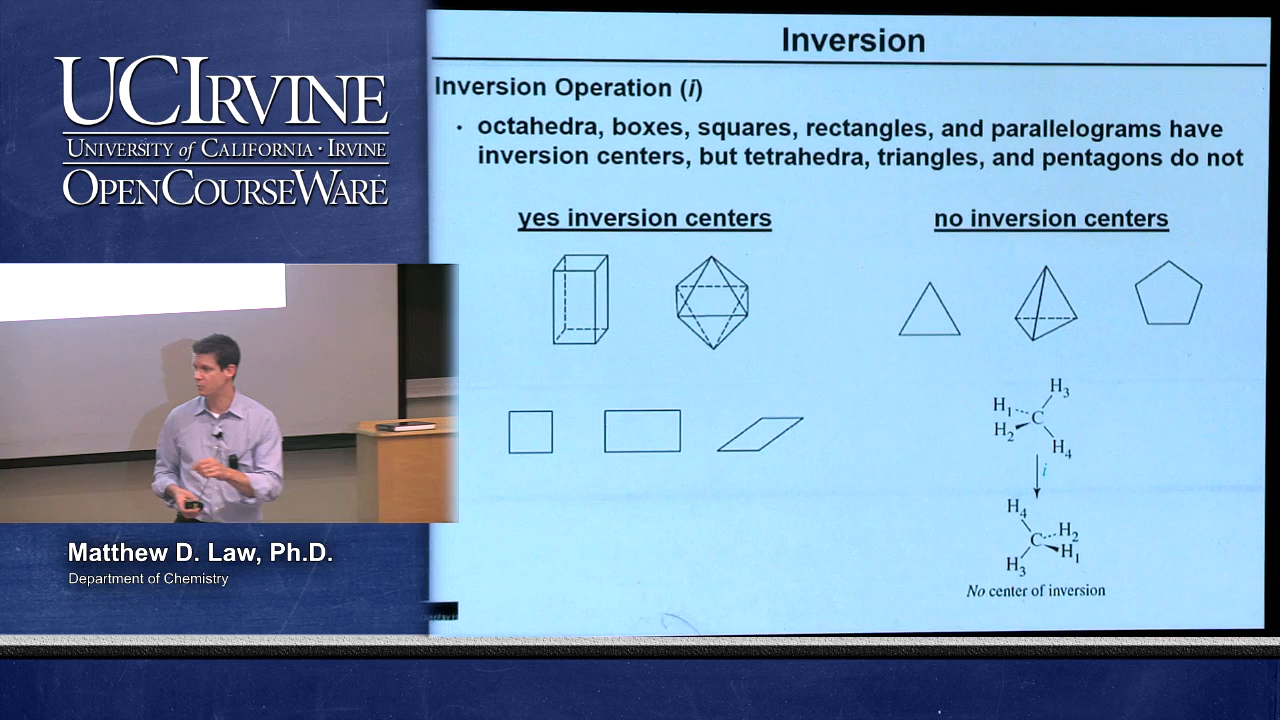 UCIRVINE
UNIVERSITY of CALIFORNIA · IRVINE
OPENCOURSEWARE
Matthew D. Law, Ph.D.
Department of Chemistry
Inversion
Inversion Operation (i)
· octahedra, boxes, squares, rectangles, and parallelograms have
inversion centers, but tetrahedra, triangles, and pentagons do not
yes inversion centers
no inversion centers
H3
H1
C
H2
H4
i
H4
H2
C
H1
H3
No center of inversion